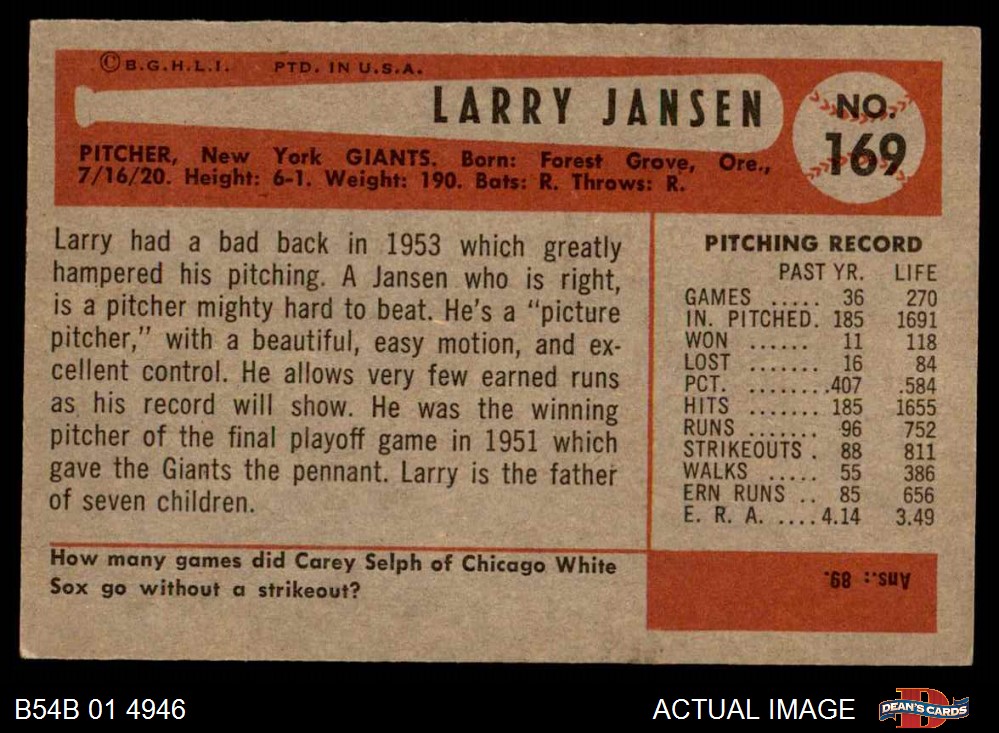 ©B.G.H.L.I. PTD. IN U.S.A.
LARRY JANSEN
NO.
169
PITCHER, New York GIANTS. Born: Forest Grove, Ore.,
7/16/20. Height: 6-1. Weight: 190. Bats: R. Throws: R.
Larry had a bad back in 1953 which greatly
hampered his pitching. A Jansen who is right,
is a pitcher mighty hard to beat. He's a "picture
pitcher," with a beautiful, easy motion, and ex-
cellent control. He allows very few earned runs
as his record will show. He was the winning
pitcher of the final playoff game in 1951 which
gave the Giants the pennant. Larry is the father
of seven children.
PITCHING RECORD
PAST YR. LIFE
GAMES ..... 36 270
IN. PITCHED. 185 1691
WON ...... 11 118
LOST ....... 16 84
PCT. ........407 .584
HITS ....... 185 1655
RUNS ....... 96 752
STRIKEOUTS . 88 811
WALKS ..... 55 386
ERN RUNS .. 85 656
E. R. A. ....4.14 3.49
How many games did Carey Selph of Chicago White
Sox go without a strikeout?
Ans.: 89.
B54B 01 4946
ACTUAL IMAGE
D
DEAN'S CARDS